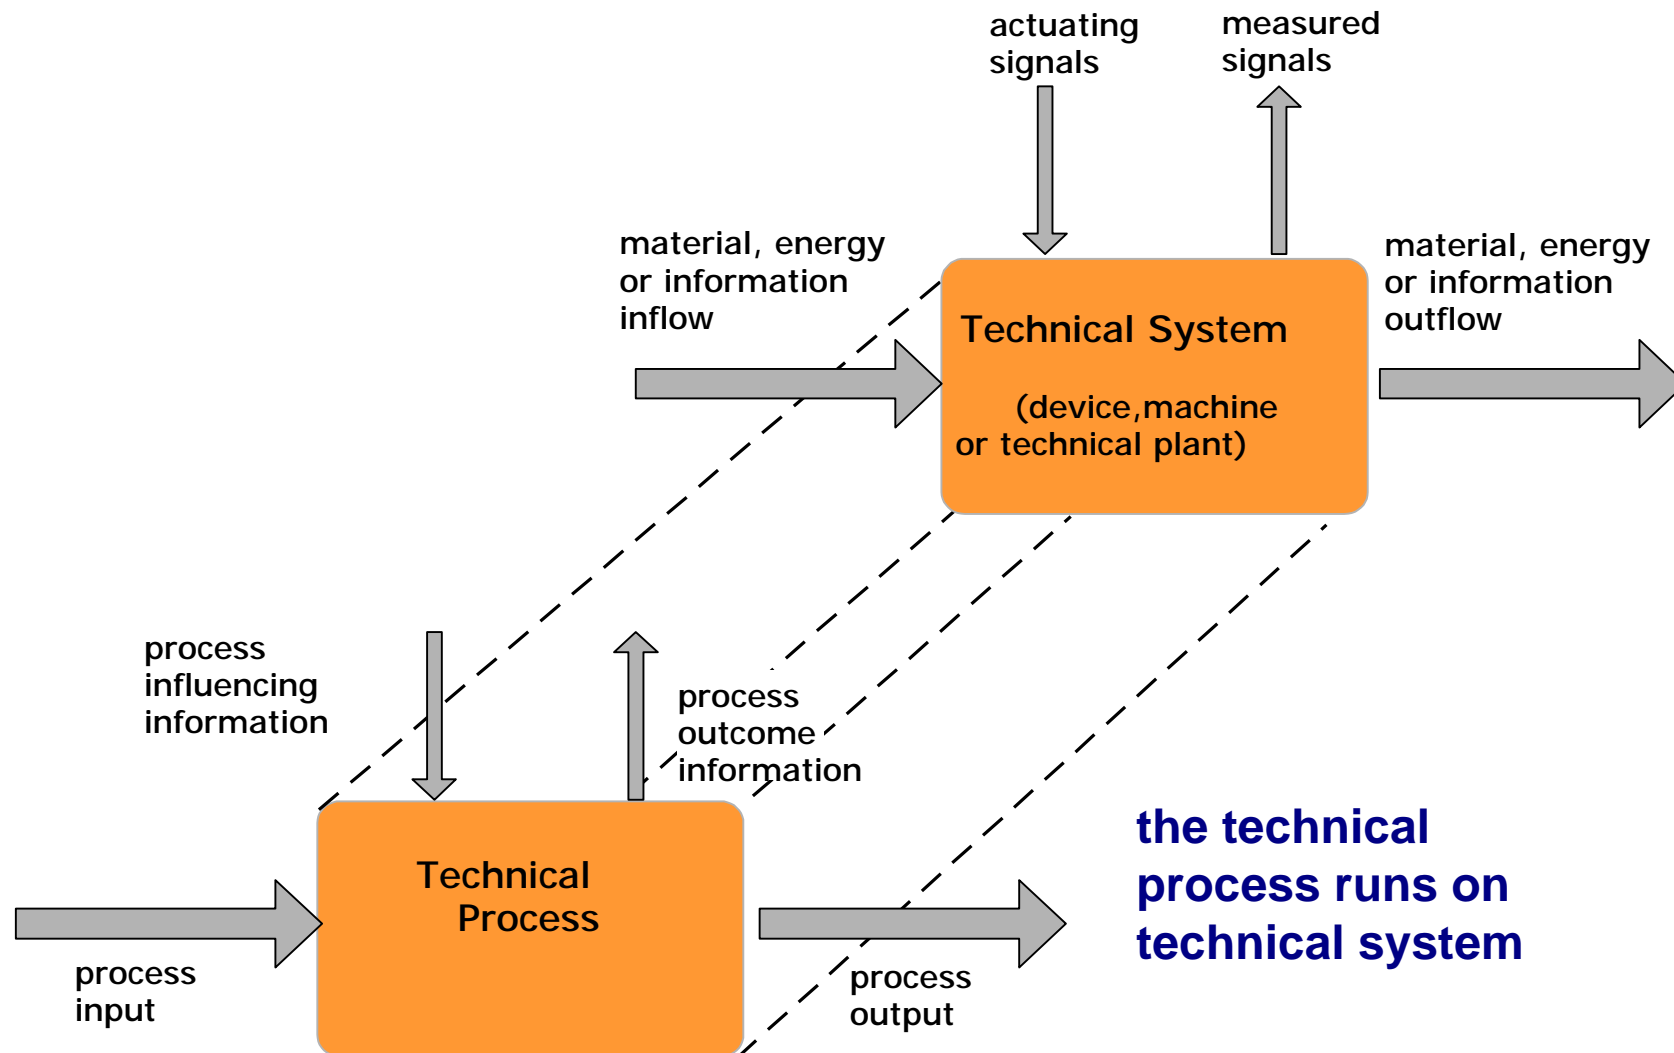 actuating
signals
measured
signals
material, energy
or information
inflow
Technical System
(device,machine
or technical plant)
material, energy
or information
outflow
process
influencing
information
process
outcome
information
Technical
Process
process
input
process
output
the technical
process runs on
technical system